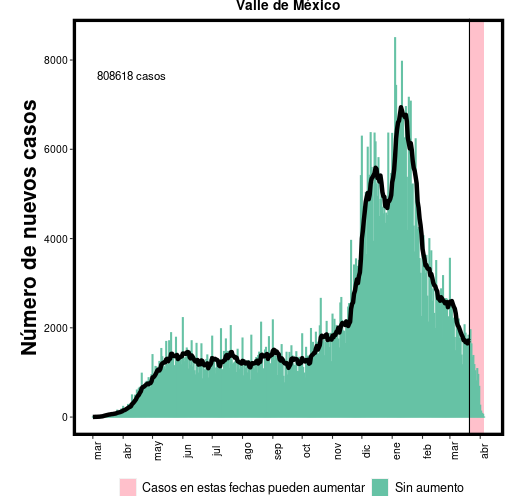 Valle de México
Número de nuevos casos
808618 casos
8000
6000
4000
2000
0
mar
abr
may
jun
jul
ago
sep
oct
nov
dic
ene
feb
mar
abr
Casos en estas fechas pueden aumentar
Sin aumento